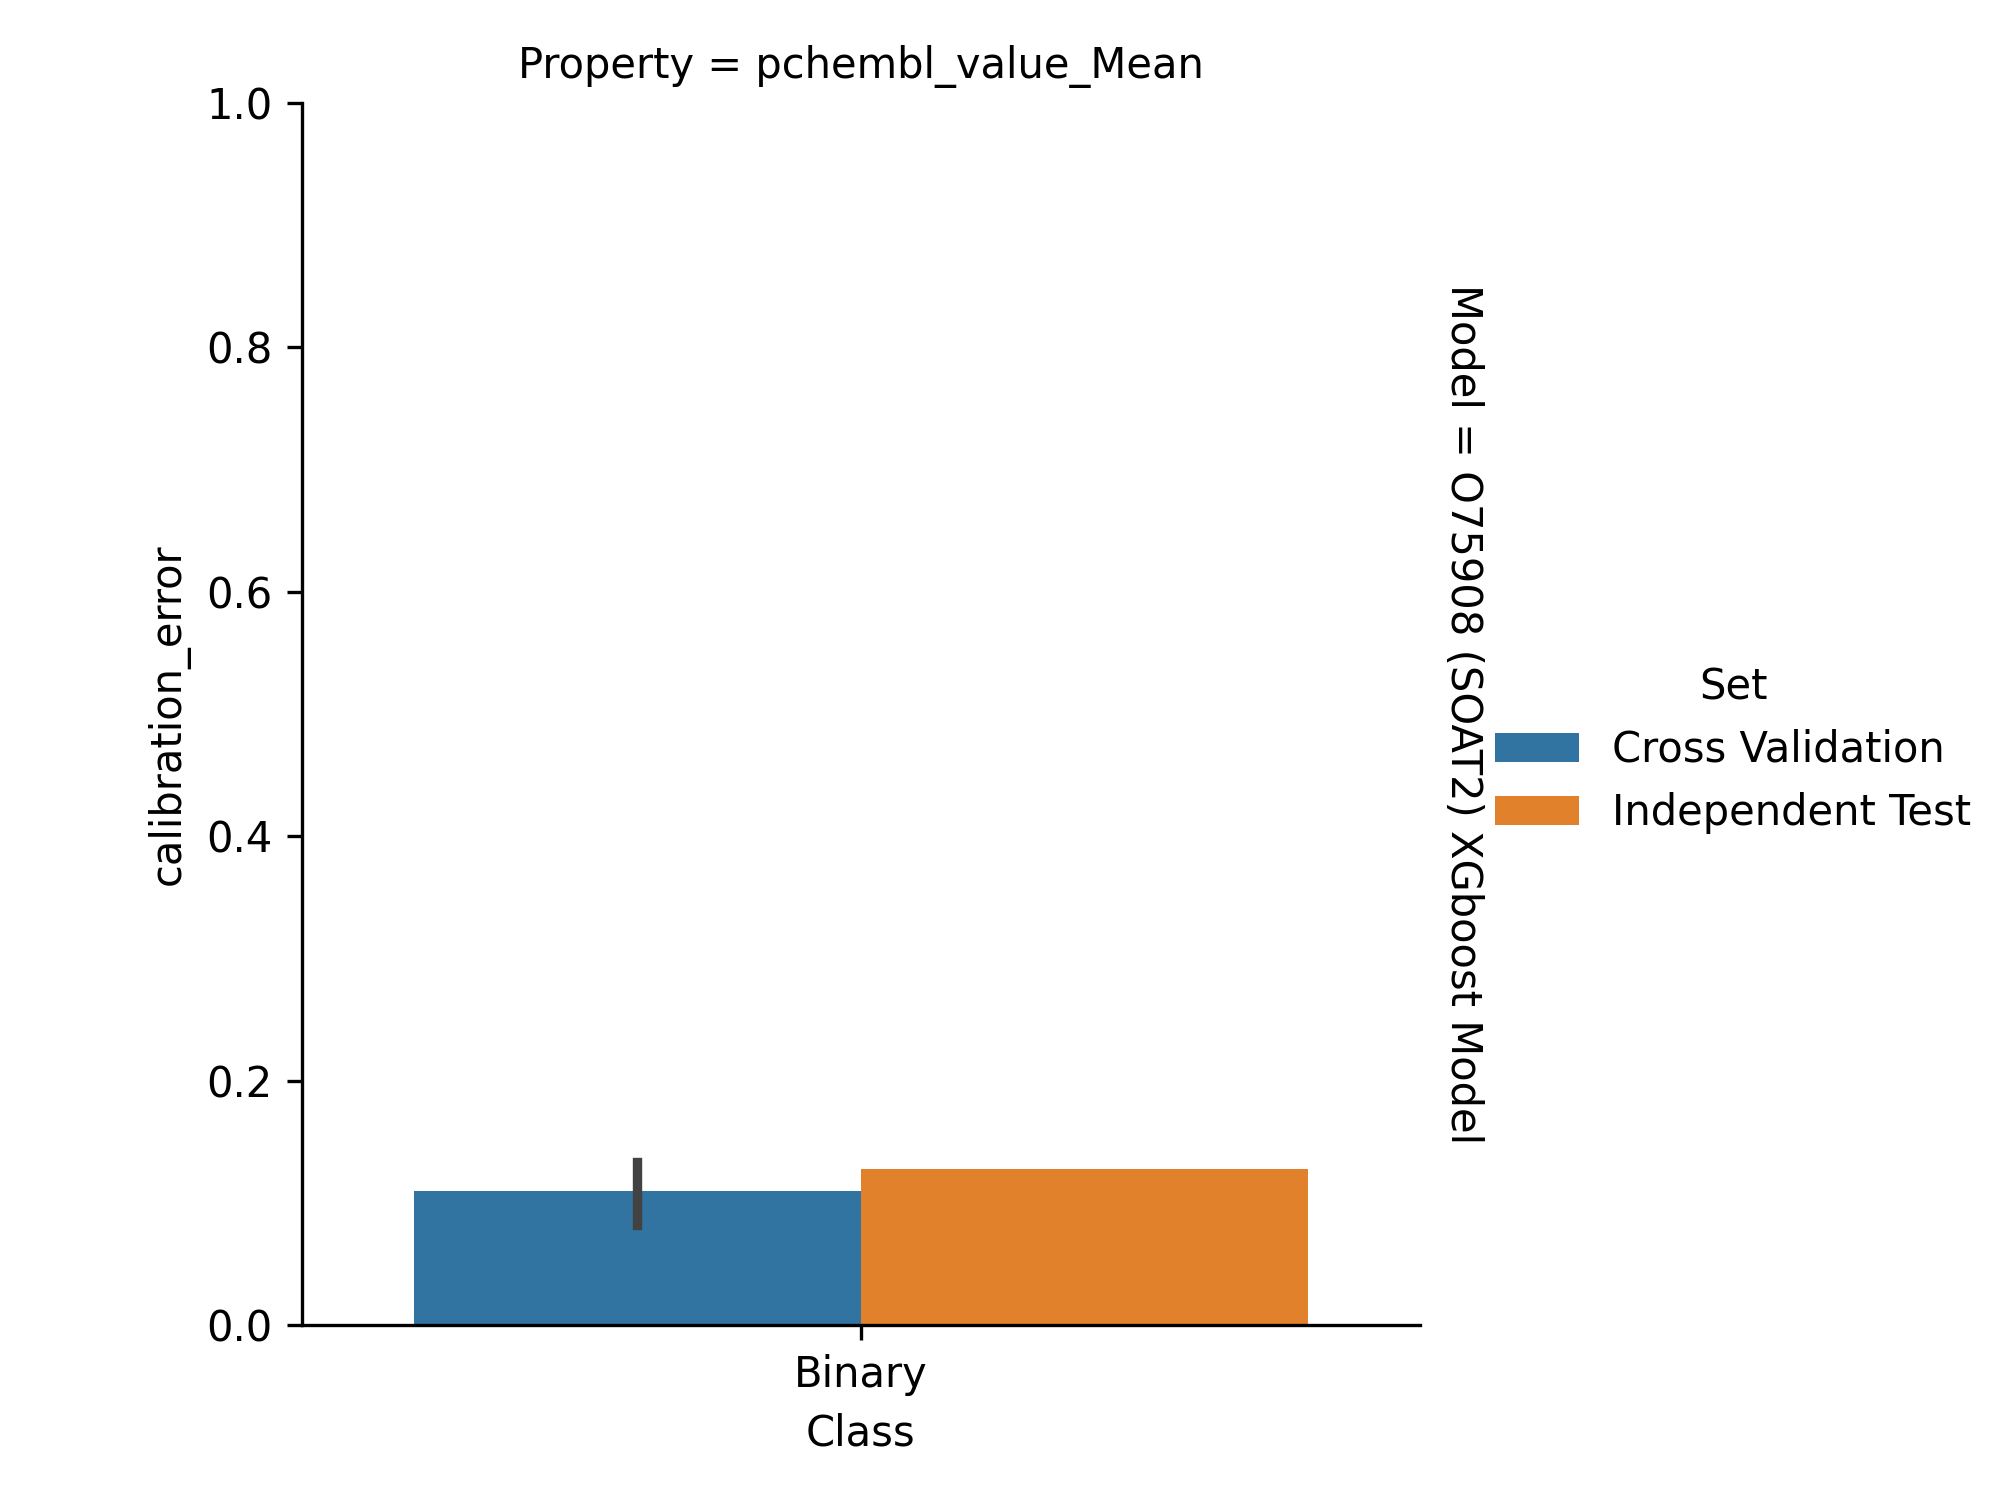 Property = pchembl_value_Mean
1.0
0.8
0.6
0.4
0.2
0.0
calibration_error
Binary
Class
Model = O75908 (SOAT2) XGboost Model
Set
Cross Validation
Independent Test